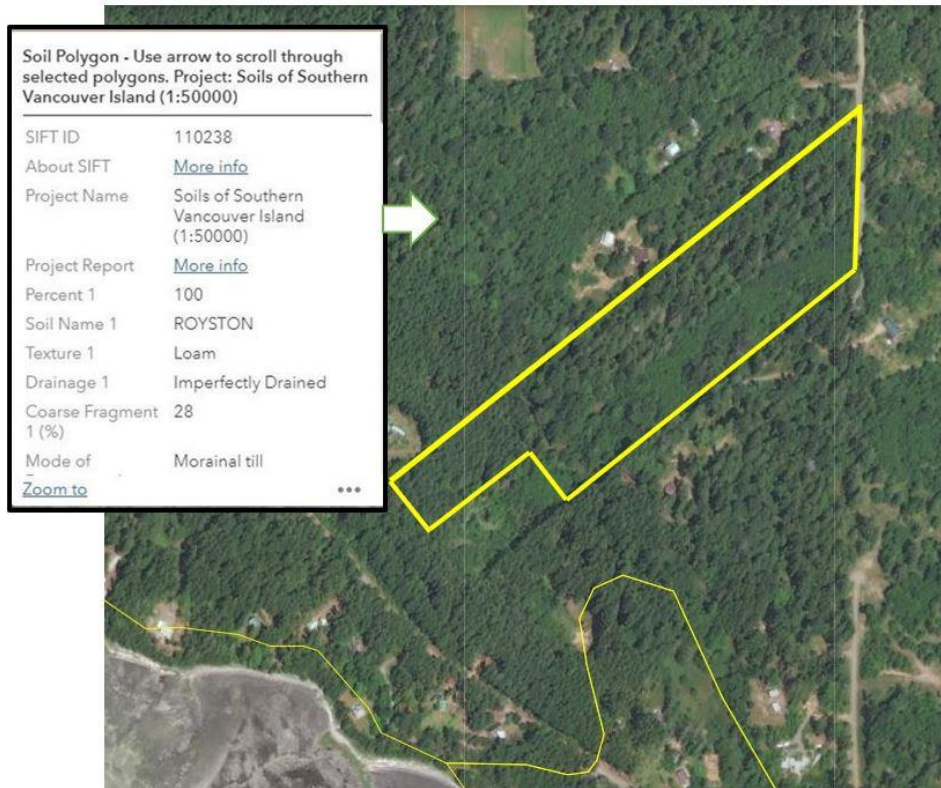 Soil Polygon - Use arrow to scroll through
selected polygons. Project: Soils of Southern
Vancouver Island (1:50000)
SIFT ID 110238
About SIFT More info
Project Name Soils of Southern
Vancouver Island
(1:50000)
Project Report More info
Percent 1 100
Soil Name 1 ROYSTON
Texture 1 Loam
Drainage 1 Imperfectly Drained
Coarse Fragment 28
1 (%)
Mode of Morainal till
Zoom to